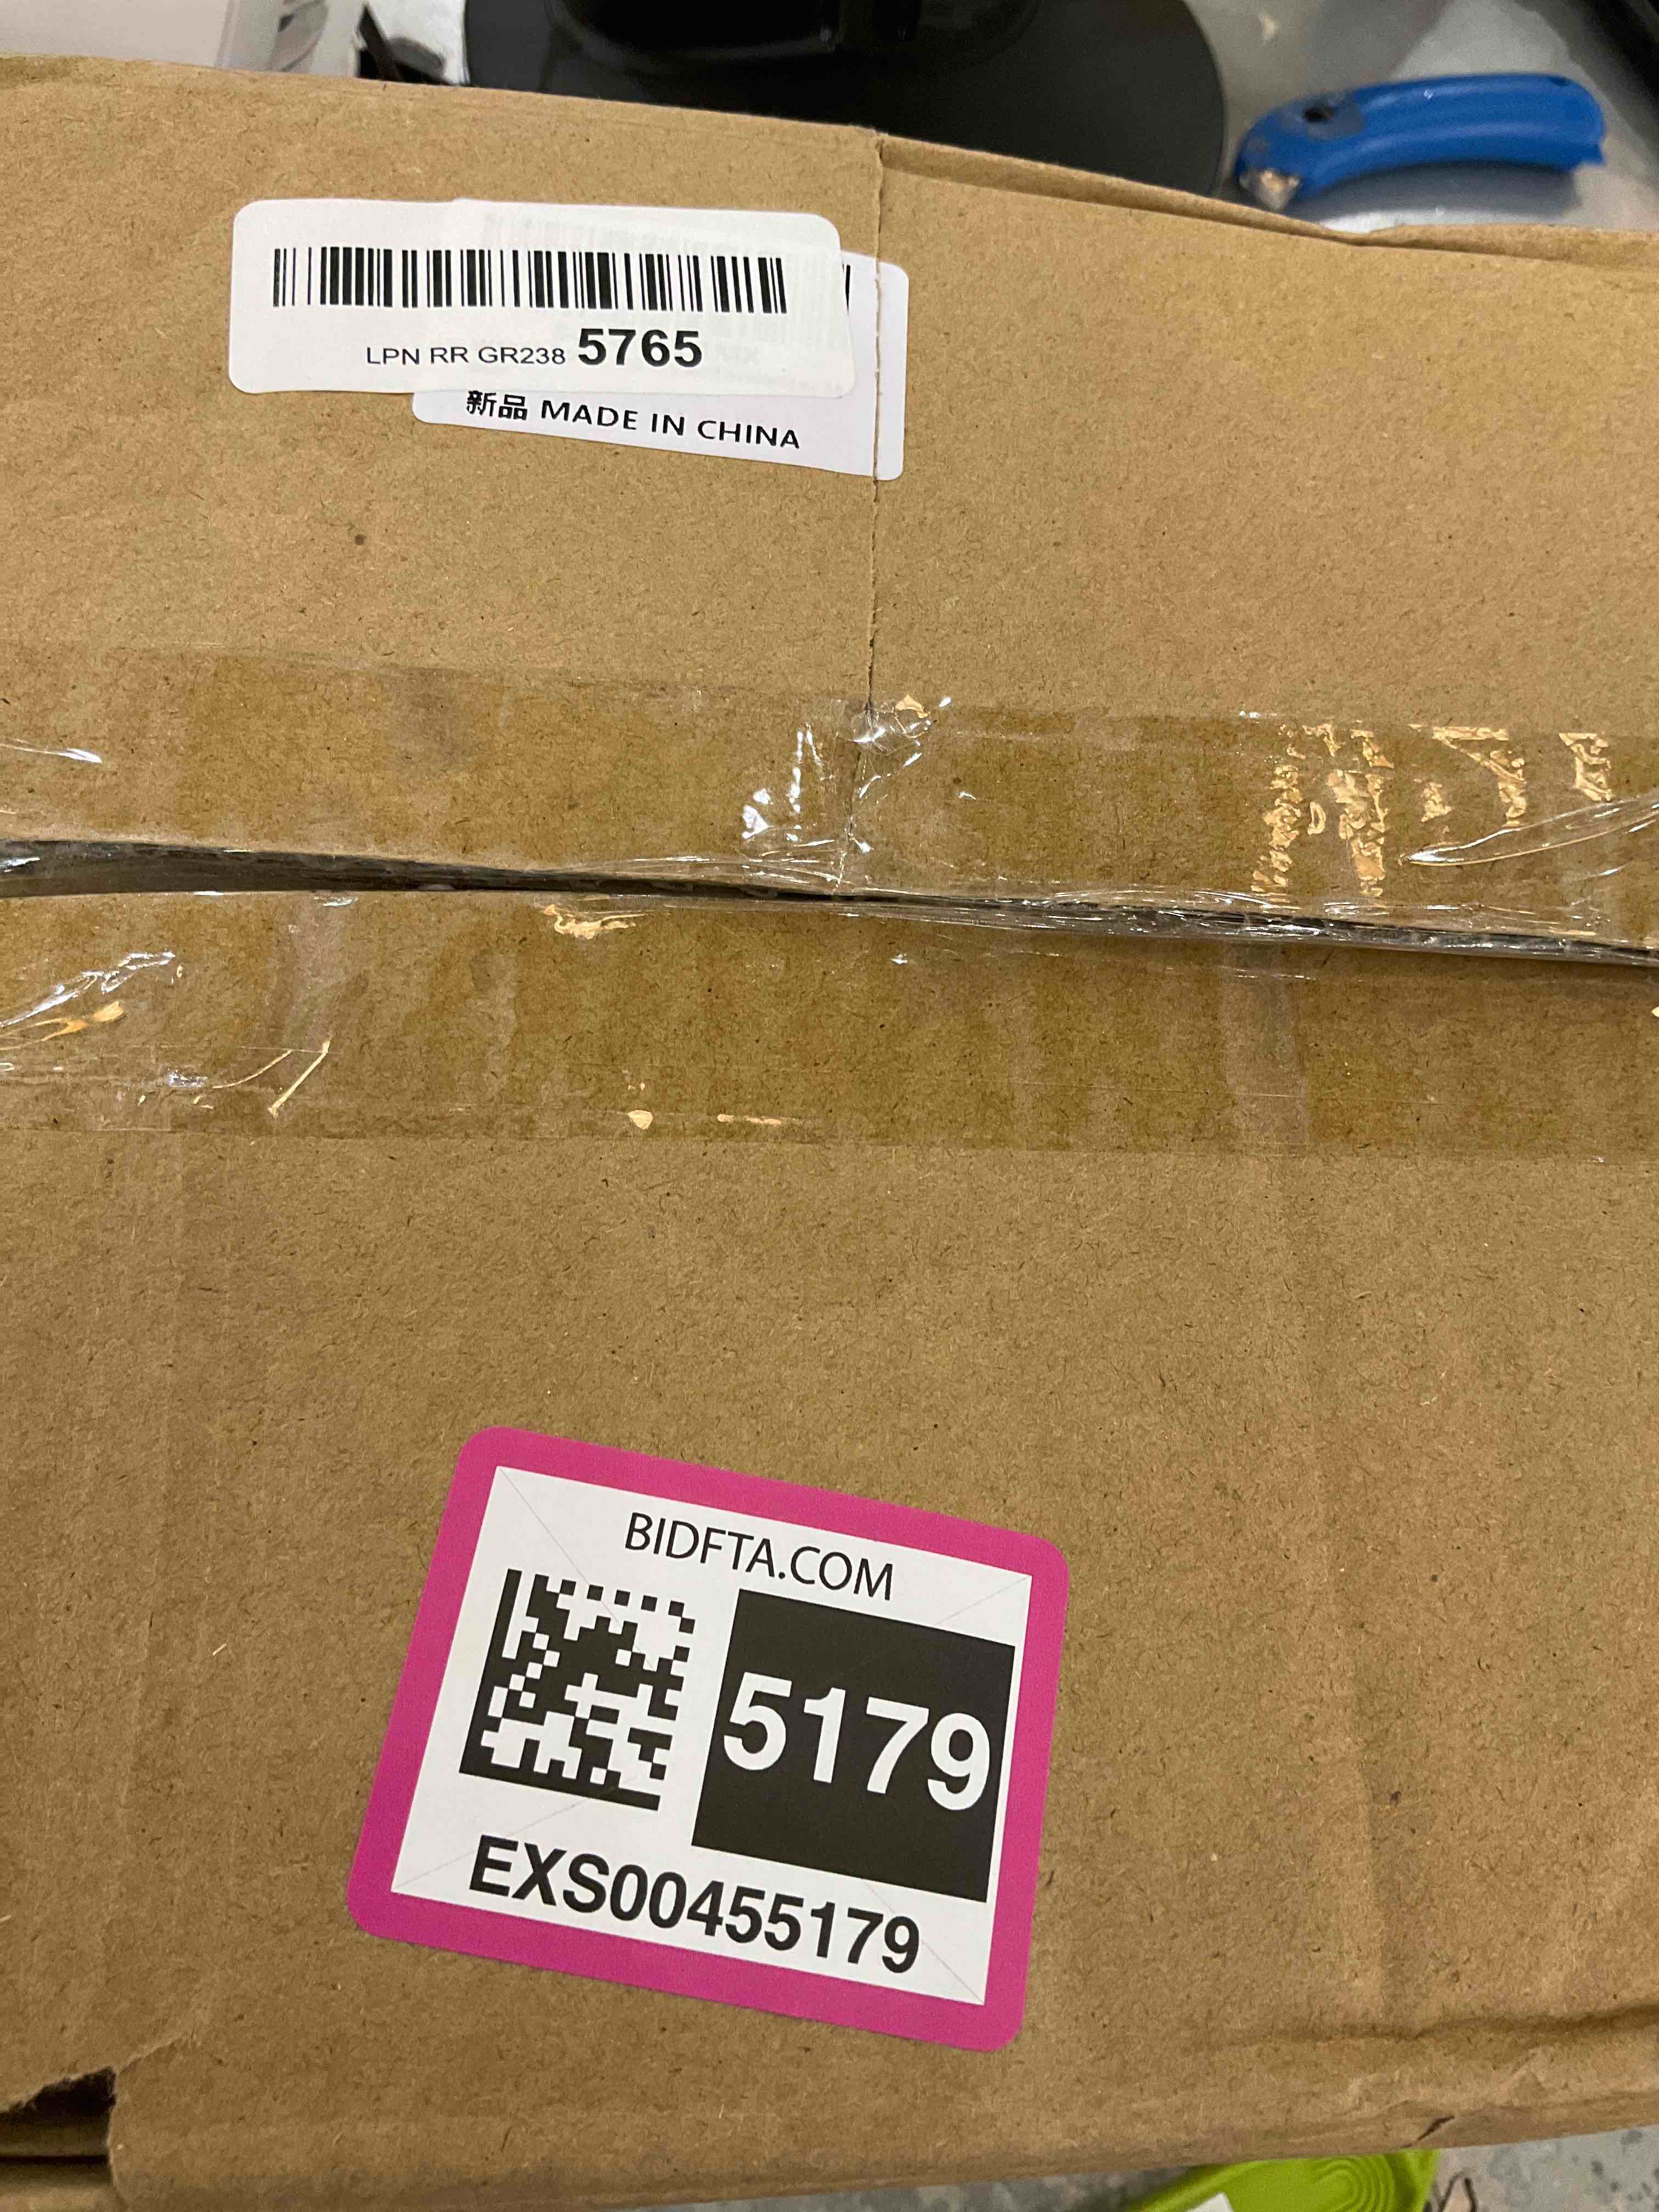 LPN RR GR238 5765
新品 MADE IN CHINA
BIDFTA.COM
5179
EXS00455179